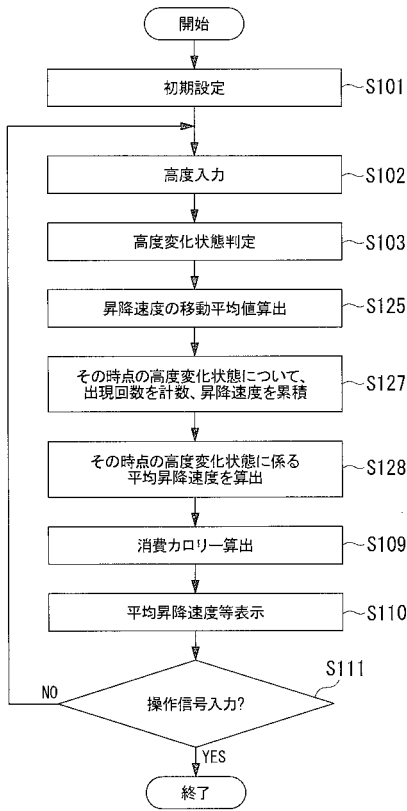 開始
初期設定
S101
高度入力
S102
高度変化状態判定
S103
昇降速度の移動平均値算出
S125
その時点の高度変化状態について、
出現回数を計数、昇降速度を累積
S127
その時点の高度変化状態に係る
平均昇降速度を算出
S128
消費カロリー算出
S109
平均昇降速度等表示
S110
S111
NO
操作信号入力?
YES
終了